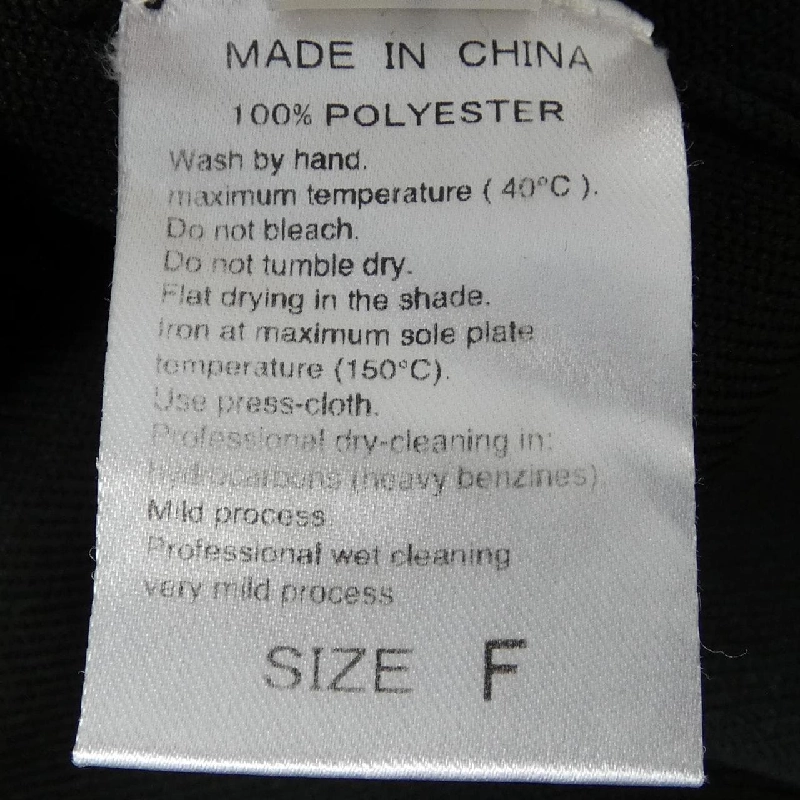 MADE IN CHINA
100% POLYESTER
Wash by hand.
maximum temperature ( 40°C ).
Do not bleach.
Do not tumble dry.
Flat drying in the shade.
Iron at maximum sole plate
temperature (150°C).
Use press-cloth.
Professional dry-cleaning in:
Hydrocarbons (heavy benzines)
Mild process
Professional wet cleaning
very mild process
SIZE F